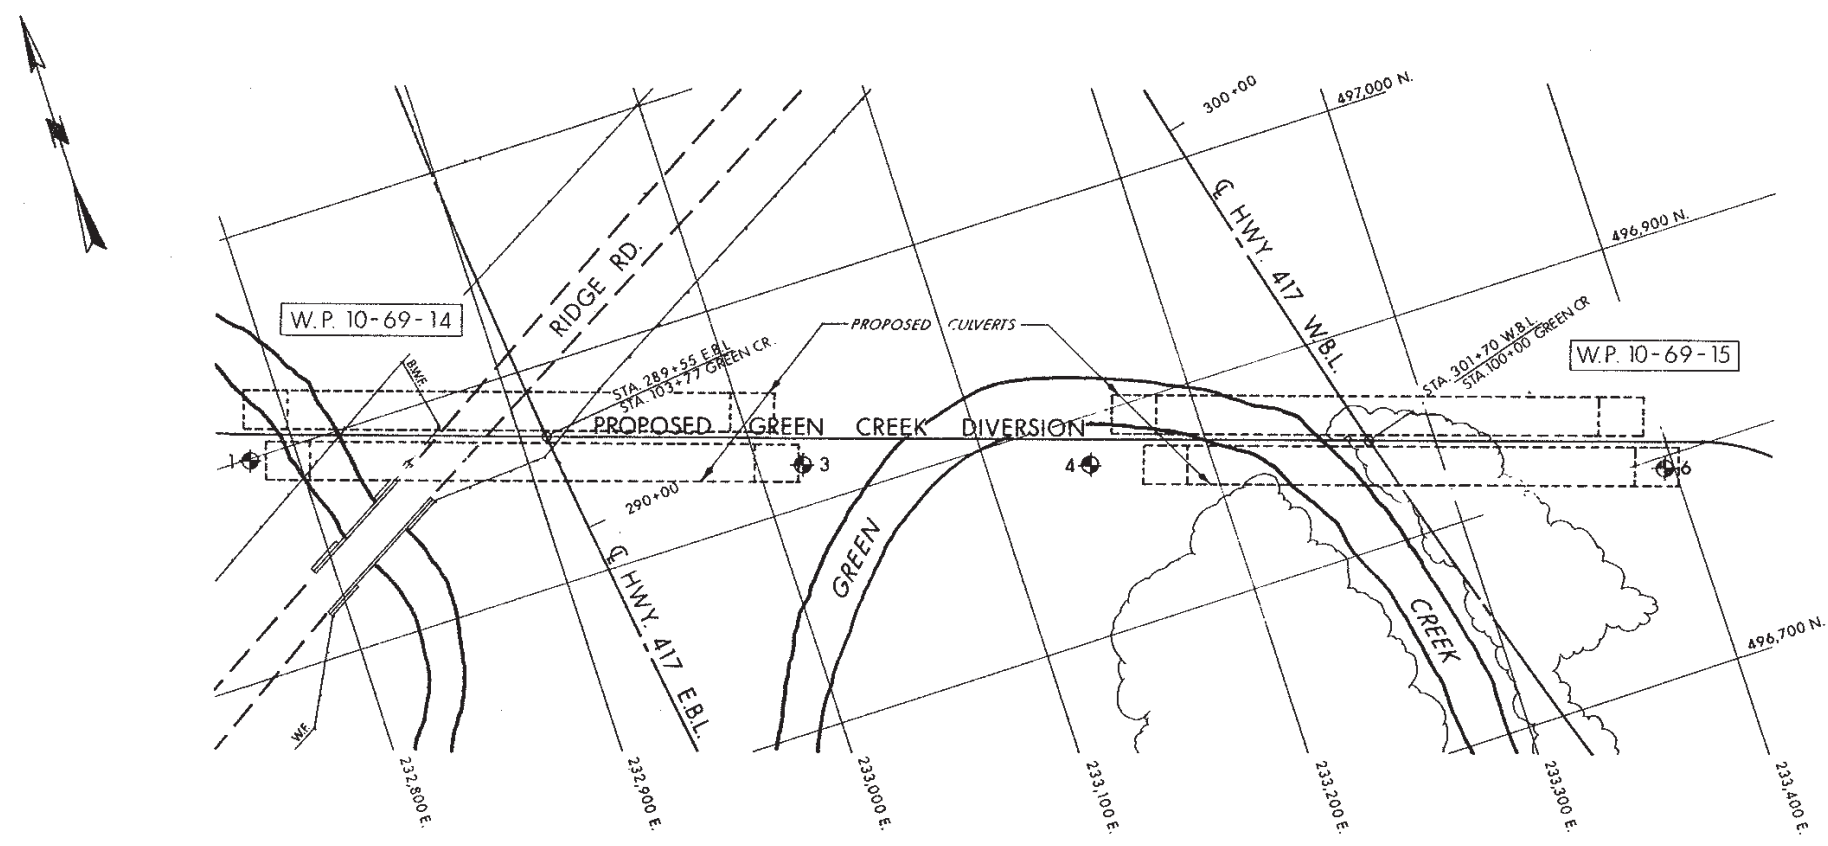 300+00
497,000 N.
N
℄ HWY. 417 W.B.L.
496,900 N.
RIDGE RD.
W.P. 10-69-14
PROPOSED CULVERTS
STA. 301+70 W.B.L.
STA. 100+00 GREEN CR
W.P. 10-69-15
B.W.F.
STA. 289+55 E.B.L.
STA. 103+77 GREEN CR.
PROPOSED GREEN CREEK DIVERSION
1
3
4
6
290+00
℄ HWY. 417 E.B.L.
GREEN
CREEK
496,700 N.
W.F.
232,800 E.
232,900 E.
233,000 E.
233,100 E.
233,200 E.
233,300 E.
233,400 E.